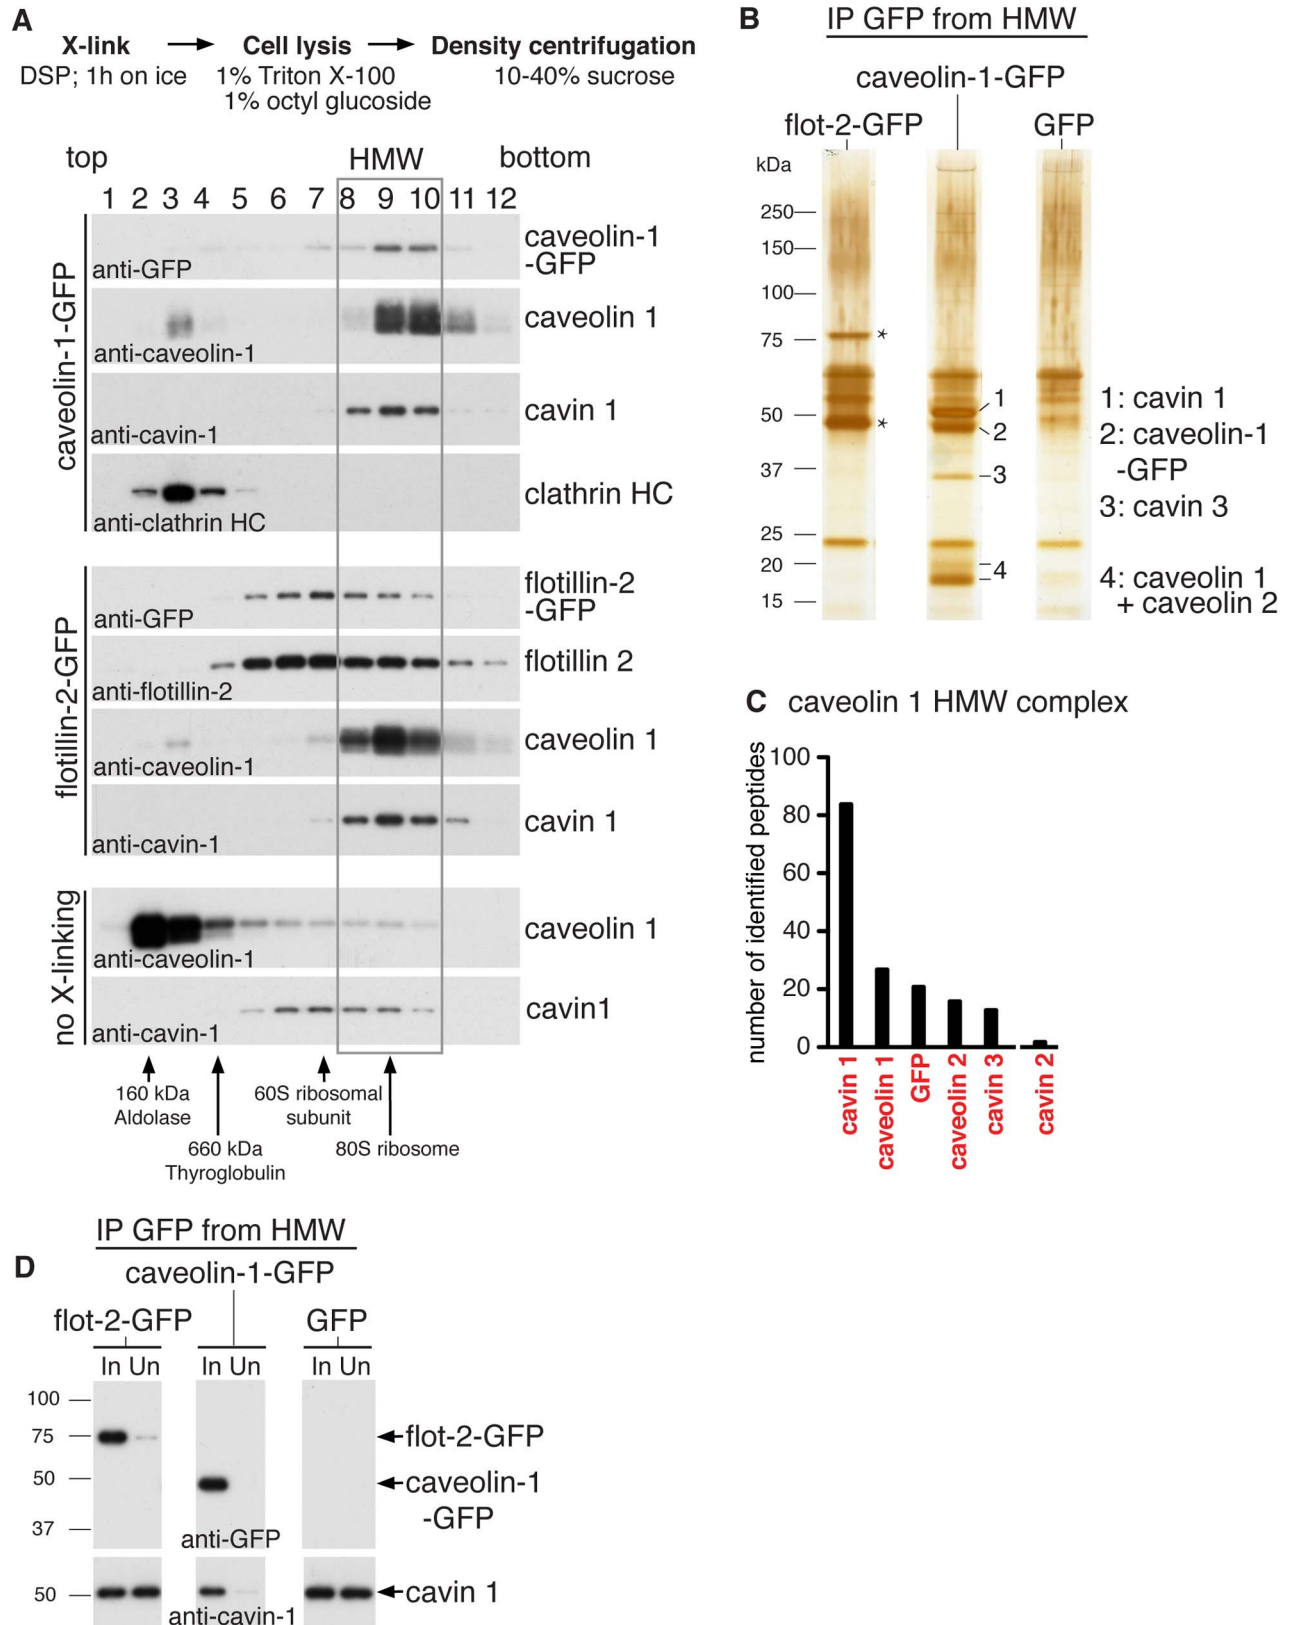 A
X-link → Cell lysis → Density centrifugation
DSP; 1h on ice 1% Triton X-100 10-40% sucrose
1% octyl glucoside
top HMW bottom
1 2 3 4 5 6 7 8 9 10 11 12
caveolin-1-GFP
caveolin-1
-GFP
anti-GFP
caveolin 1
anti-caveolin-1
cavin 1
anti-cavin-1
clathrin HC
anti-clathrin HC
flotillin-2-GFP
flotillin-2
-GFP
anti-GFP
flotillin 2
anti-flotillin-2
caveolin 1
anti-caveolin-1
cavin 1
anti-cavin-1
no X-linking
caveolin 1
anti-caveolin-1
cavin1
anti-cavin-1
160 kDa
Aldolase
660 kDa
Thyroglobulin
60S ribosomal
subunit
80S ribosome
B
IP GFP from HMW
caveolin-1-GFP
flot-2-GFP GFP
kDa
250
150
100
75
50
37
25
20
15
*
*
1
2
3
4
1: cavin 1
2: caveolin-1
-GFP
3: cavin 3
4: caveolin 1
+ caveolin 2
C caveolin 1 HMW complex
number of identified peptides
100
80
60
40
20
0
cavin 1
caveolin 1
GFP
caveolin 2
cavin 3
cavin 2
D
IP GFP from HMW
caveolin-1-GFP
flot-2-GFP GFP
In Un In Un In Un
100
75
50
37
flot-2-GFP
caveolin-1
-GFP
anti-GFP
50
cavin 1
anti-cavin-1